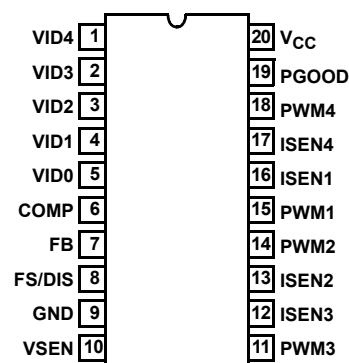 VID4 1 20 VCC
VID3 2 19 PGOOD
VID2 3 18 PWM4
VID1 4 17 ISEN4
VID0 5 16 ISEN1
COMP 6 15 PWM1
FB 7 14 PWM2
FS/DIS 8 13 ISEN2
GND 9 12 ISEN3
VSEN 10 11 PWM3